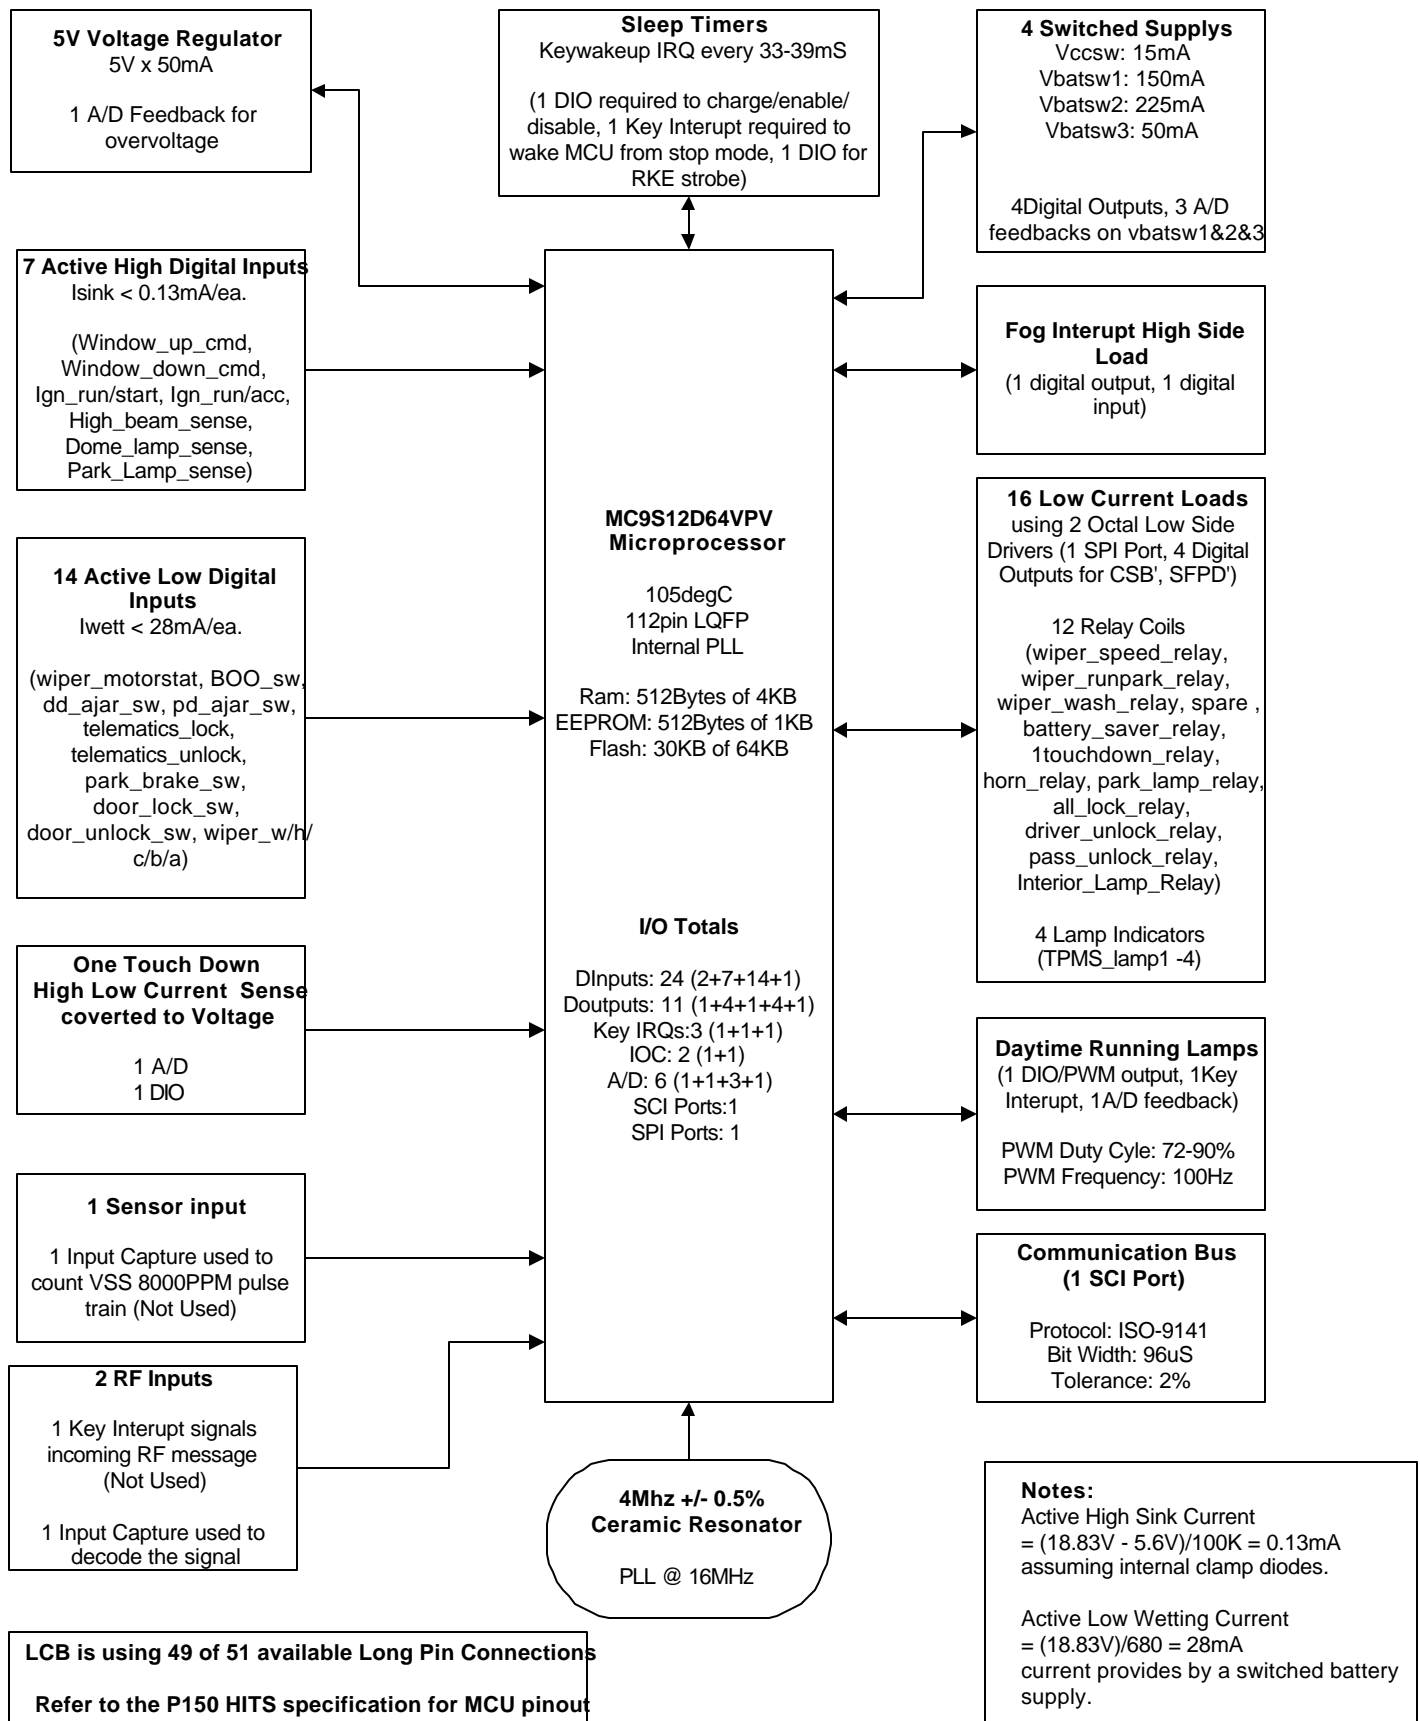 5V Voltage Regulator
5V x 50mA
1 A/D Feedback for
overvoltage
Sleep Timers
Keywakeup IRQ every 33-39mS
(1 DIO required to charge/enable/
disable, 1 Key Interupt required to
wake MCU from stop mode, 1 DIO for
RKE strobe)
4 Switched Supplys
Vccsw: 15mA
Vbatsw1: 150mA
Vbatsw2: 225mA
Vbatsw3: 50mA
4Digital Outputs, 3 A/D
feedbacks on vbatsw1&2&3
7 Active High Digital Inputs
Isink < 0.13mA/ea.
(Window_up_cmd,
Window_down_cmd,
Ign_run/start, Ign_run/acc,
High_beam_sense,
Dome_lamp_sense,
Park_Lamp_sense)
Fog Interupt High Side
Load
(1 digital output, 1 digital
input)
14 Active Low Digital
Inputs
Iwett < 28mA/ea.
(wiper_motorstat, BOO_sw,
dd_ajar_sw, pd_ajar_sw,
telematics_lock,
telematics_unlock,
park_brake_sw,
door_lock_sw,
door_unlock_sw, wiper_w/h/
c/b/a)
MC9S12D64VPV
Microprocessor
105degC
112pin LQFP
Internal PLL
Ram: 512Bytes of 4KB
EEPROM: 512Bytes of 1KB
Flash: 30KB of 64KB
I/O Totals
DInputs: 24 (2+7+14+1)
Doutputs: 11 (1+4+1+4+1)
Key IRQs:3 (1+1+1)
IOC: 2 (1+1)
A/D: 6 (1+1+3+1)
SCI Ports:1
SPI Ports: 1
16 Low Current Loads
using 2 Octal Low Side
Drivers (1 SPI Port, 4 Digital
Outputs for CSB', SFPD')
12 Relay Coils
(wiper_speed_relay,
wiper_runpark_relay,
wiper_wash_relay, spare ,
battery_saver_relay,
1touchdown_relay,
horn_relay, park_lamp_relay,
all_lock_relay,
driver_unlock_relay,
pass_unlock_relay,
Interior_Lamp_Relay)
4 Lamp Indicators
(TPMS_lamp1 -4)
One Touch Down
High Low Current Sense
coverted to Voltage
1 A/D
1 DIO
Daytime Running Lamps
(1 DIO/PWM output, 1Key
Interupt, 1A/D feedback)
PWM Duty Cyle: 72-90%
PWM Frequency: 100Hz
1 Sensor input
1 Input Capture used to
count VSS 8000PPM pulse
train (Not Used)
Communication Bus
(1 SCI Port)
Protocol: ISO-9141
Bit Width: 96uS
Tolerance: 2%
2 RF Inputs
1 Key Interupt signals
incoming RF message
(Not Used)
1 Input Capture used to
decode the signal
4Mhz +/- 0.5%
Ceramic Resonator
PLL @ 16MHz
Notes:
Active High Sink Current
= (18.83V - 5.6V)/100K = 0.13mA
assuming internal clamp diodes.
Active Low Wetting Current
= (18.83V)/680 = 28mA
current provides by a switched battery
supply.
LCB is using 49 of 51 available Long Pin Connections
Refer to the P150 HITS specification for MCU pinout